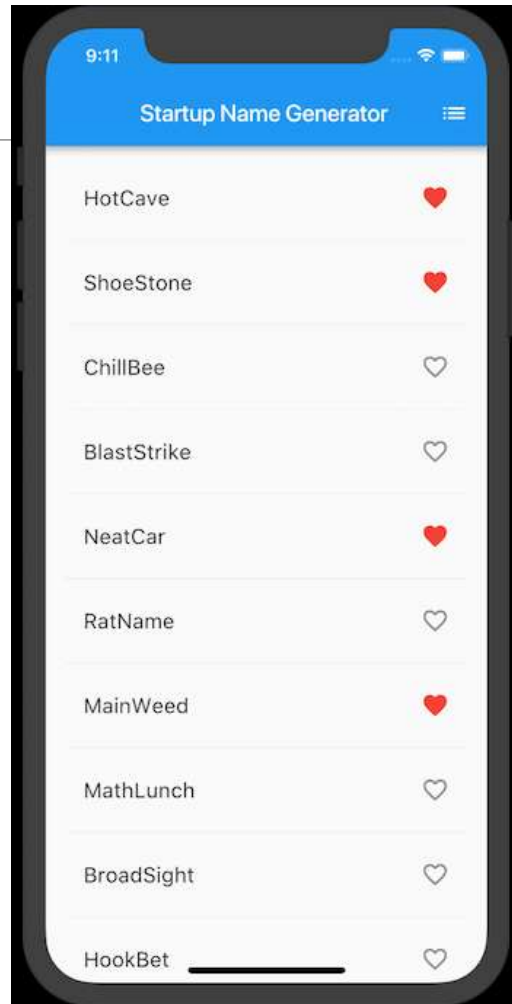 9:11
Startup Name Generator
HotCave
ShoeStone
ChillBee
BlastStrike
NeatCar
RatName
MainWeed
MathLunch
BroadSight
HookBet